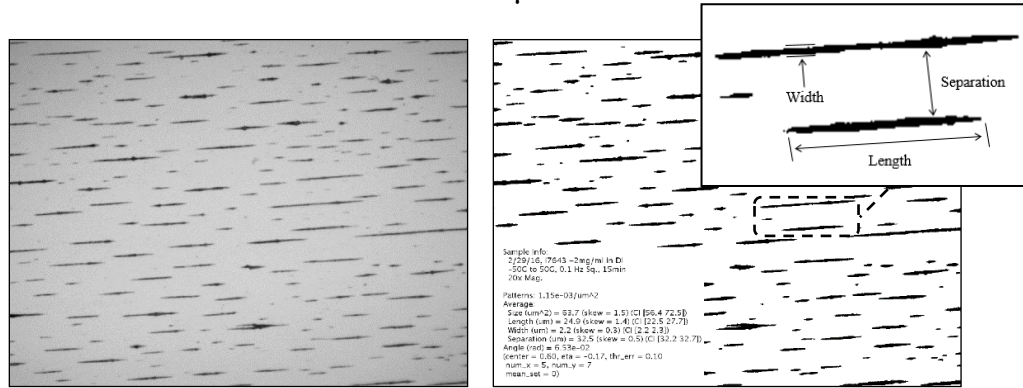 Width
Separation
Length
Sample Info:
2/29/16, I7643 ~2mg/ml in DI
-50G to 50G, 0.1 Hz Sq., 15min
20x Mag.
Patterns: 1.15e-03/um^2
Average:
Size (um^2) = 63.7 (skew = 1.5) (CI [56.4 72.5])
Length (um) = 24.9 (skew = 1.4) (CI [22.5 27.7])
Width (um) = 2.2 (skew = 0.3) (CI [2.2 2.3])
Separation (um) = 32.5 (skew = 0.5) (CI [32.2 32.7])
Angle (rad) = 6.53e-02
(center = 0.60, eta = -0.17, thr_err = 0.10
num_x = 5, num_y = 7
mean_set = 0)